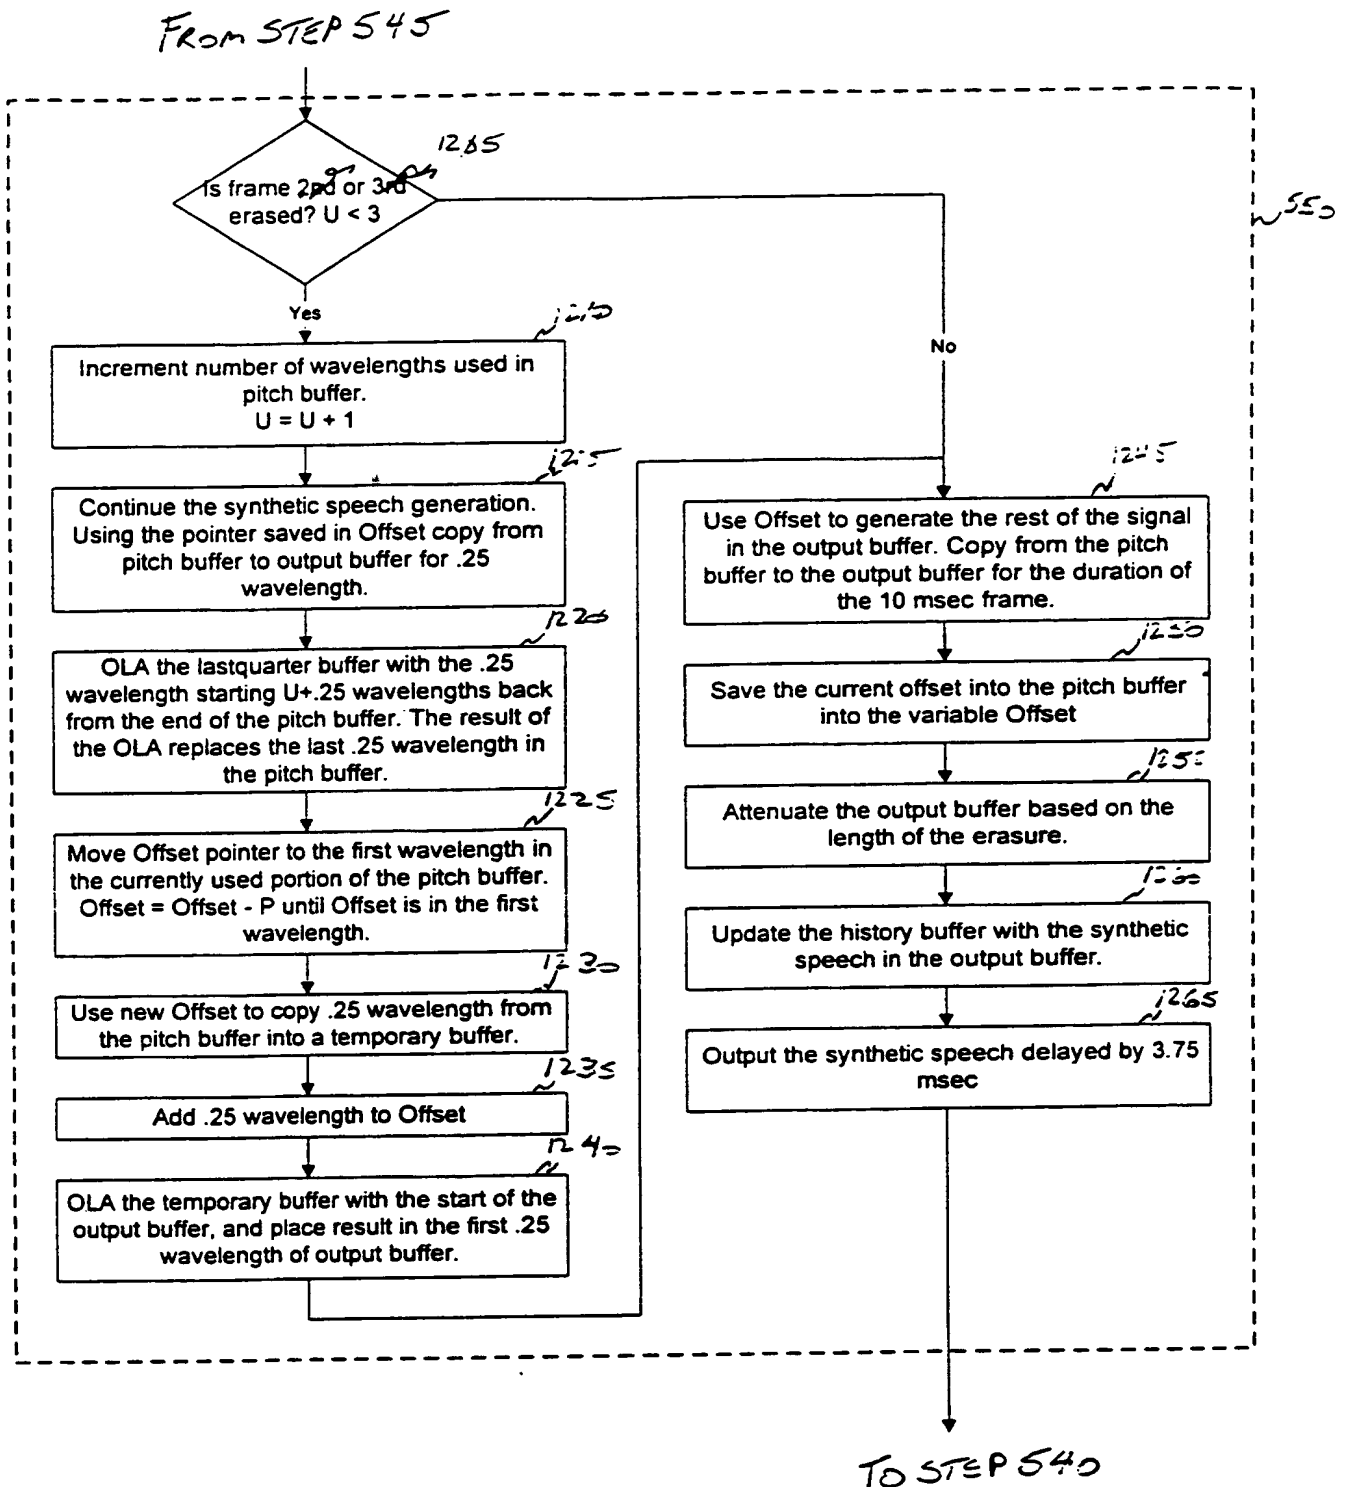 FROM STEP 545
1205
Is frame 2nd or 3rd
erased? U < 3
550
Yes
No
1210
Increment number of wavelengths used in
pitch buffer.
U = U + 1
1215
Continue the synthetic speech generation.
Using the pointer saved in Offset copy from
pitch buffer to output buffer for .25
wavelength.
1220
OLA the lastquarter buffer with the .25
wavelength starting U+.25 wavelengths back
from the end of the pitch buffer. The result of
the OLA replaces the last .25 wavelength in
the pitch buffer.
1225
Move Offset pointer to the first wavelength in
the currently used portion of the pitch buffer.
Offset = Offset - P until Offset is in the first
wavelength.
1230
Use new Offset to copy .25 wavelength from
the pitch buffer into a temporary buffer.
1235
Add .25 wavelength to Offset
1240
OLA the temporary buffer with the start of the
output buffer, and place result in the first .25
wavelength of output buffer.
1245
Use Offset to generate the rest of the signal
in the output buffer. Copy from the pitch
buffer to the output buffer for the duration of
the 10 msec frame.
1250
Save the current offset into the pitch buffer
into the variable Offset
1255
Attenuate the output buffer based on the
length of the erasure.
1260
Update the history buffer with the synthetic
speech in the output buffer.
1265
Output the synthetic speech delayed by 3.75
msec
TO STEP 540